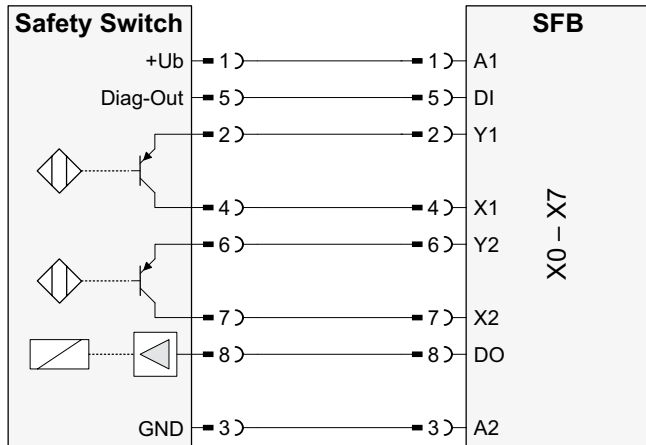 Safety Switch SFB
+Ub 1 1 A1
Diag-Out 5 5 DI
2 2 Y1
4 4 X1
6 6 Y2
7 7 X2
8 8 DO
GND 3 3 A2
X0 – X7